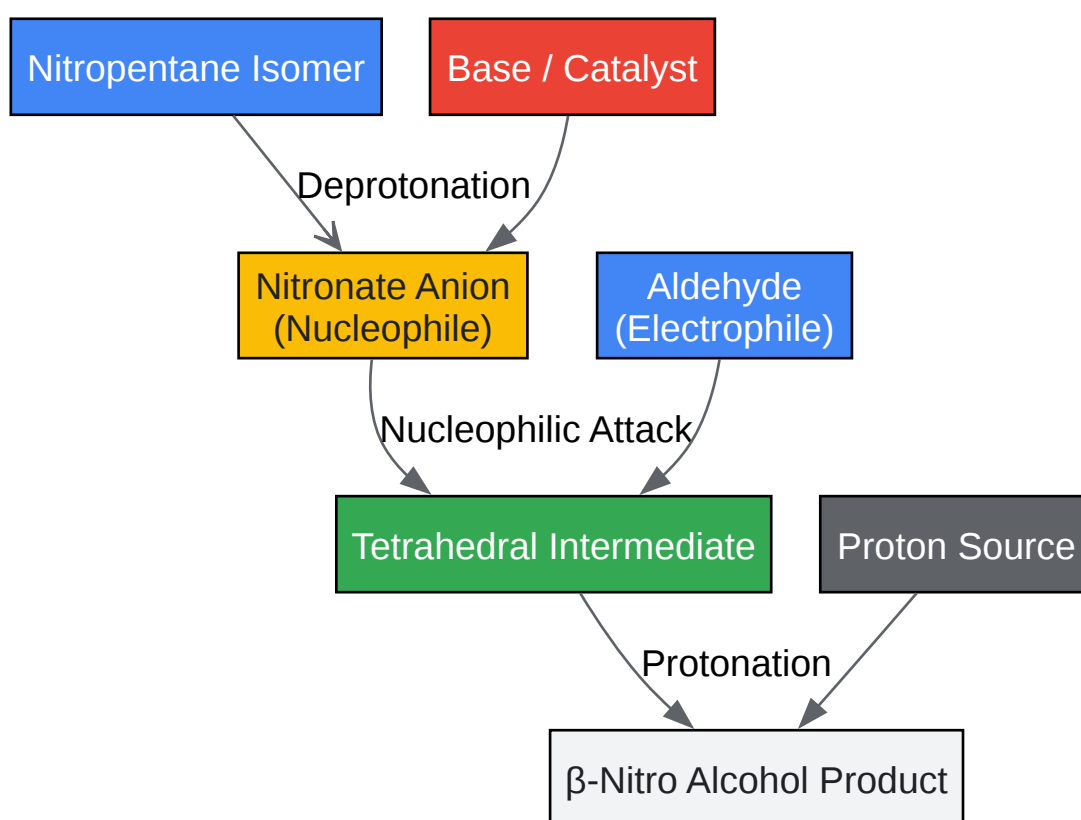 Nitropentane Isomer
Base / Catalyst
Deprotonation
Nitronate Anion
(Nucleophile)
Aldehyde
(Electrophile)
Nucleophilic Attack
Tetrahedral Intermediate
Proton Source
Protonation
β-Nitro Alcohol Product